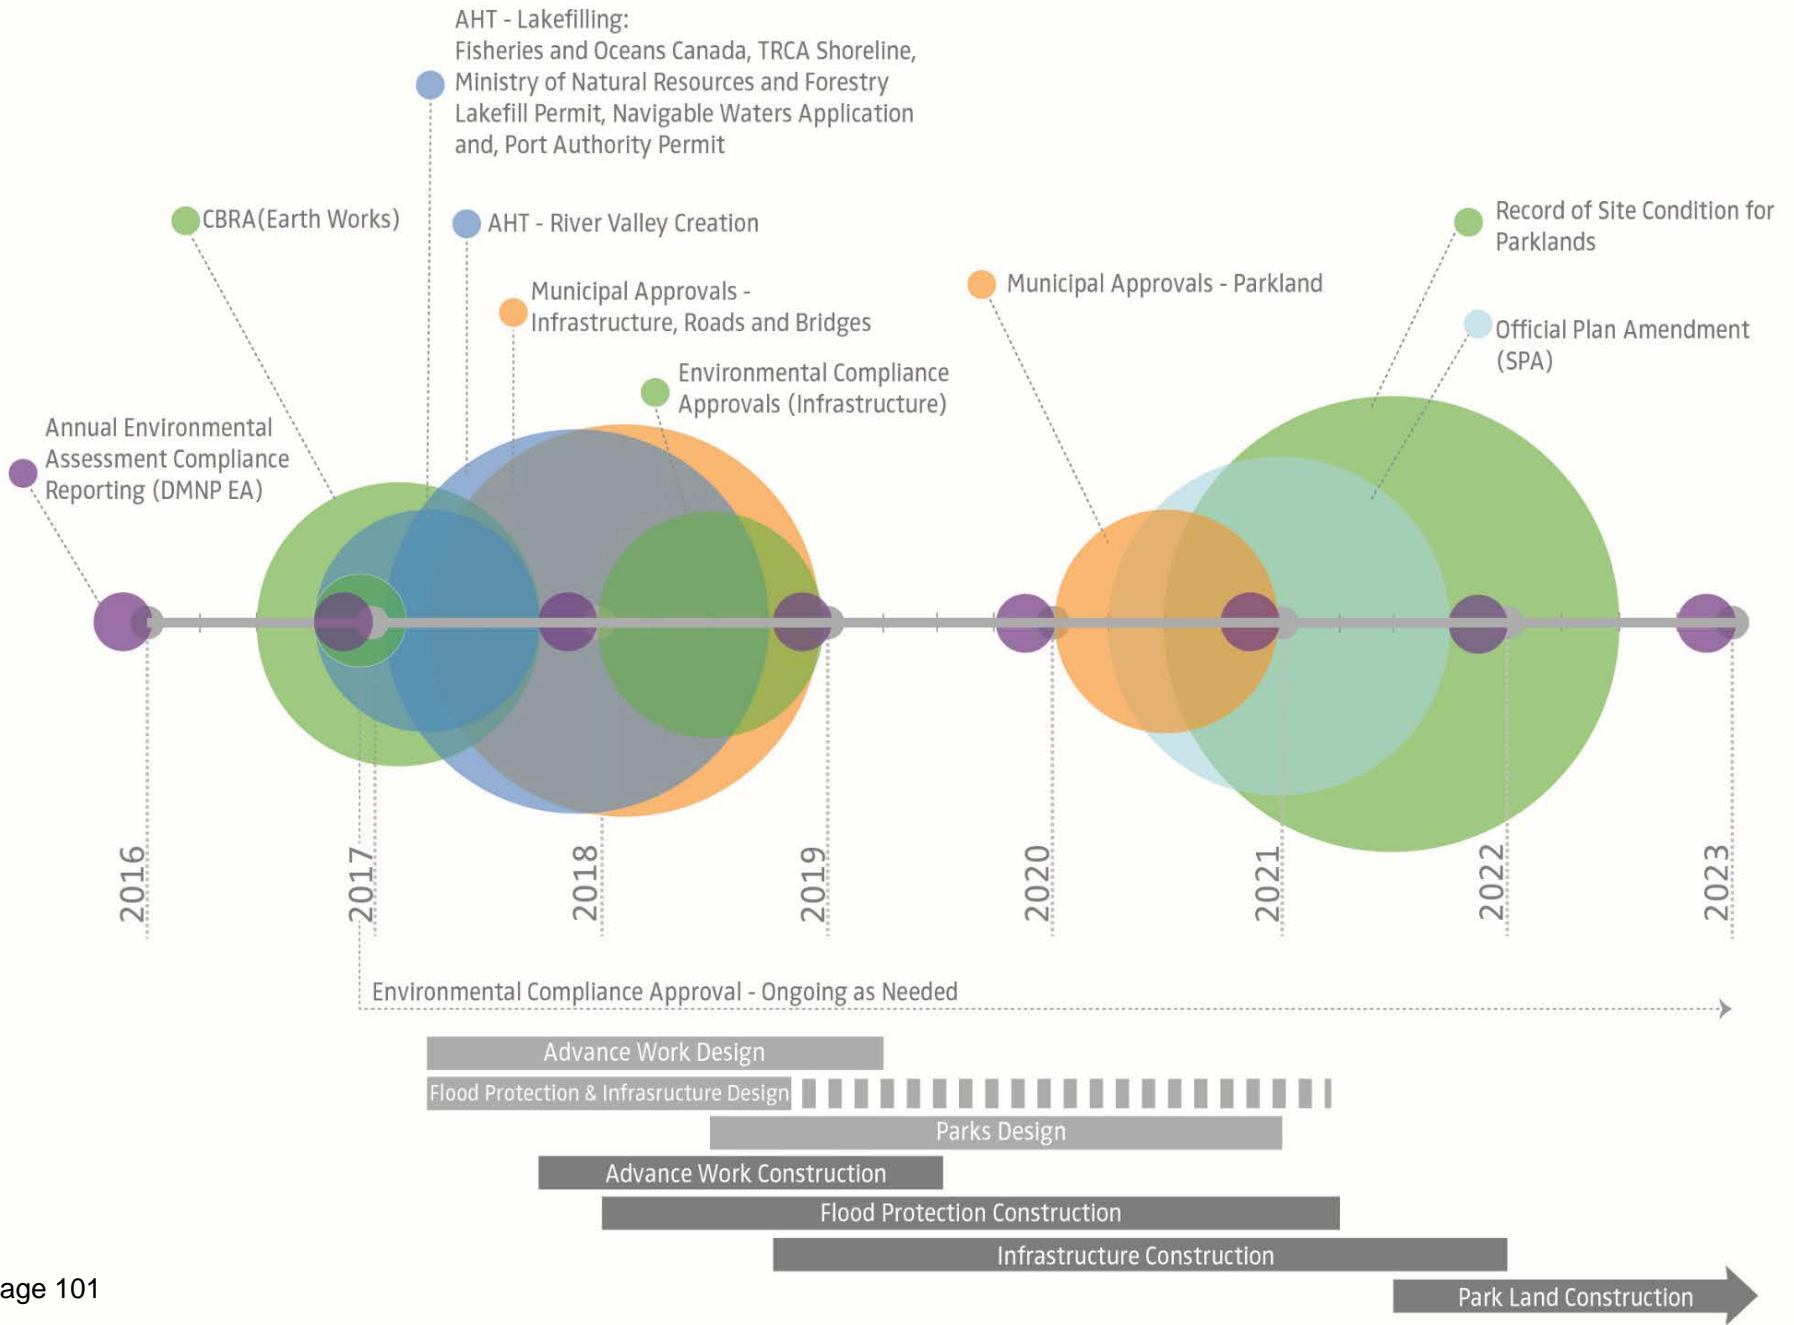 AHT - Lakefilling:
Fisheries and Oceans Canada, TRCA Shoreline,
Ministry of Natural Resources and Forestry
Lakefill Permit, Navigable Waters Application
and, Port Authority Permit
CBRA(Earth Works)
AHT - River Valley Creation
Municipal Approvals -
Infrastructure, Roads and Bridges
Environmental Compliance
Approvals (Infrastructure)
Annual Environmental
Assessment Compliance
Reporting (DMNP EA)
Municipal Approvals - Parkland
Record of Site Condition for
Parklands
Official Plan Amendment
(SPA)
2016
2017
2018
2019
2020
2021
2022
2023
Environmental Compliance Approval - Ongoing as Needed
Advance Work Design
Flood Protection & Infrasructure Design
Parks Design
Advance Work Construction
Flood Protection Construction
Infrastructure Construction
Park Land Construction
age 101